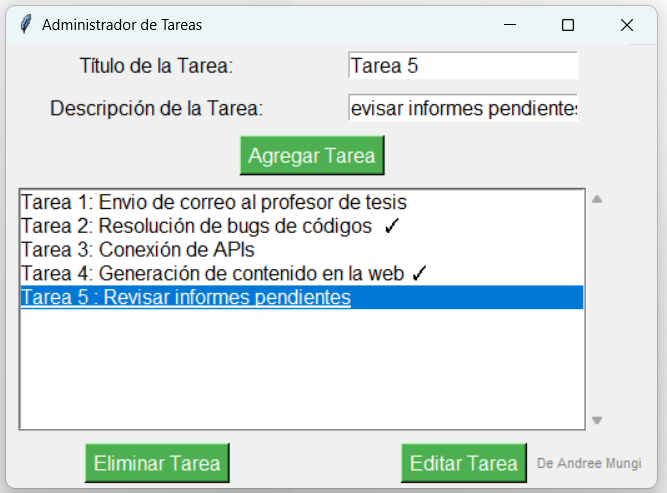 Administrador de Tareas
Título de la Tarea: Tarea 5
Descripción de la Tarea: evisar informes pendientes
Agregar Tarea
Tarea 1: Envio de correo al profesor de tesis
Tarea 2: Resolución de bugs de códigos ✓
Tarea 3: Conexión de APIs
Tarea 4: Generación de contenido en la web ✓
Tarea 5 : Revisar informes pendientes
Eliminar Tarea Editar Tarea De Andree Mungi